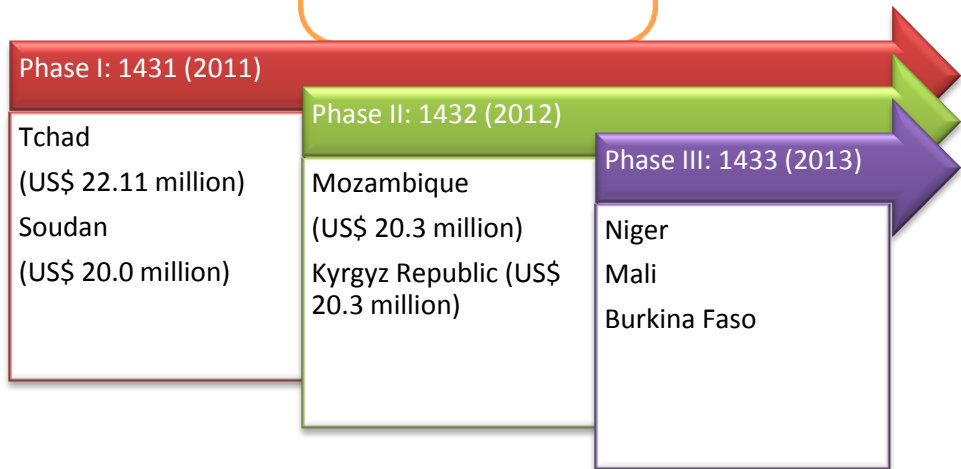 Phase I: 1431 (2011)
Tchad
(US$ 22.11 million)
Soudan
(US$ 20.0 million)
Phase II: 1432 (2012)
Mozambique
(US$ 20.3 million)
Kyrgyz Republic (US$
20.3 million)
Phase III: 1433 (2013)
Niger
Mali
Burkina Faso